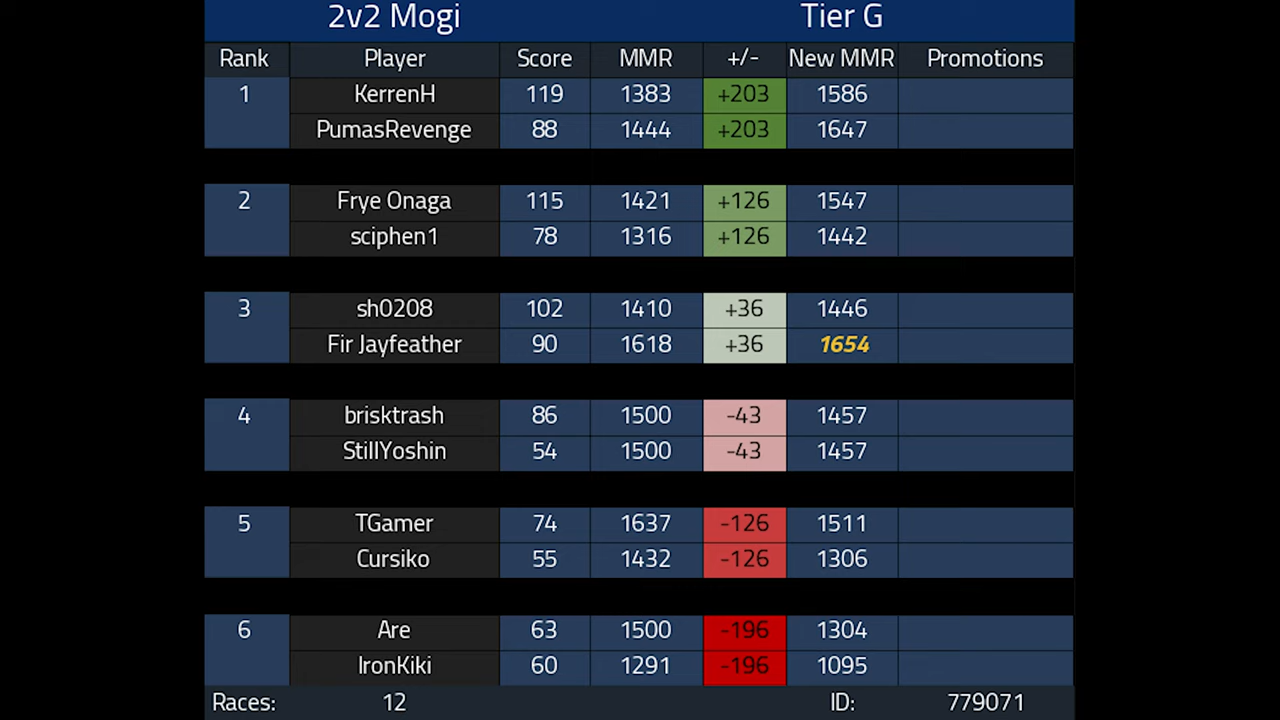 2v2 Mogi Tier G
Rank Player Score MMR +/- New MMR Promotions
1 KerrenH 119 1383 +203 1586
PumasRevenge 88 1444 +203 1647
2 Frye Onaga 115 1421 +126 1547
sciphen1 78 1316 +126 1442
3 sh0208 102 1410 +36 1446
Fir Jayfeather 90 1618 +36 1654
4 brisktrash 86 1500 -43 1457
StillYoshin 54 1500 -43 1457
5 TGamer 74 1637 -126 1511
Cursiko 55 1432 -126 1306
6 Are 63 1500 -196 1304
IronKiki 60 1291 -196 1095
Races: 12 ID: 779071